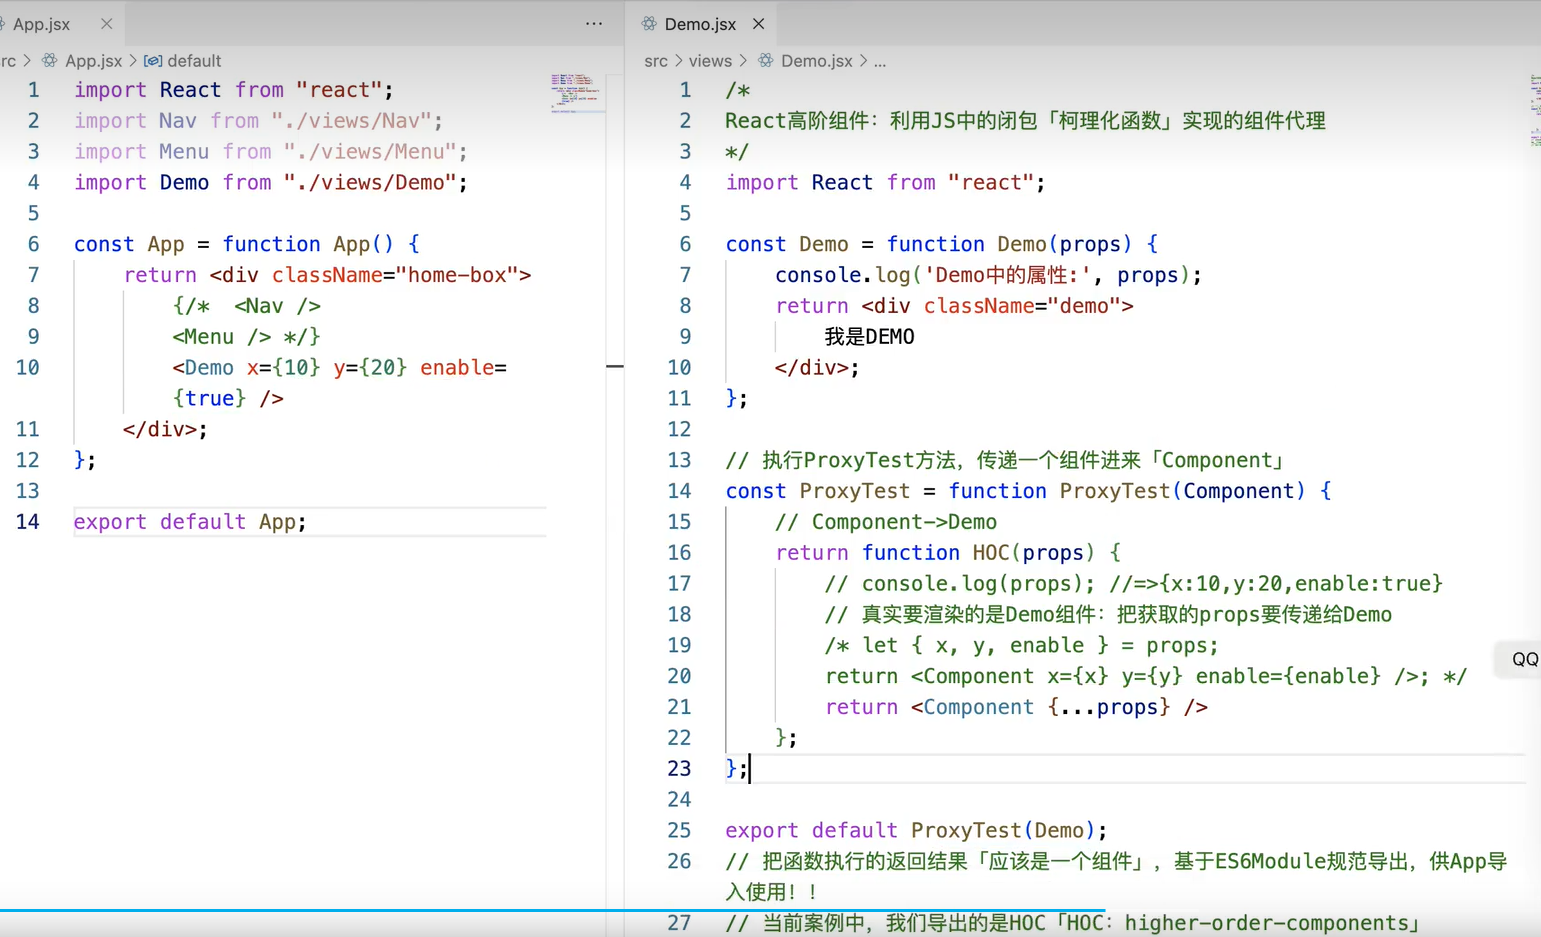 App.jsx
rc > App.jsx > default
1 import React from "react";
2 import Nav from "./views/Nav";
3 import Menu from "./views/Menu";
4 import Demo from "./views/Demo";
5
6 const App = function App() {
7 return <div className="home-box">
8 {/* <Nav />
9 <Menu /> */}
10 <Demo x={10} y={20} enable=
{true} />
11 </div>;
12 };
13
14 export default App;
Demo.jsx
src > views > Demo.jsx > ...
1 /*
2 React高阶组件：利用JS中的闭包「柯理化函数」实现的组件代理
3 */
4 import React from "react";
5
6 const Demo = function Demo(props) {
7 console.log('Demo中的属性:', props);
8 return <div className="demo">
9 我是DEMO
10 </div>;
11 };
12
13 // 执行ProxyTest方法，传递一个组件进来「Component」
14 const ProxyTest = function ProxyTest(Component) {
15 // Component->Demo
16 return function HOC(props) {
17 // console.log(props); //=>{x:10,y:20,enable:true}
18 // 真实要渲染的是Demo组件：把获取的props要传递给Demo
19 /* let { x, y, enable } = props;
20 return <Component x={x} y={y} enable={enable} />; */
21 return <Component {...props} />
22 };
23 };
24
25 export default ProxyTest(Demo);
26 // 把函数执行的返回结果「应该是一个组件」，基于ES6Module规范导出，供App导
入使用！！
27 // 当前案例中，我们导出的是HOC「HOC：higher-order-components」
QQ